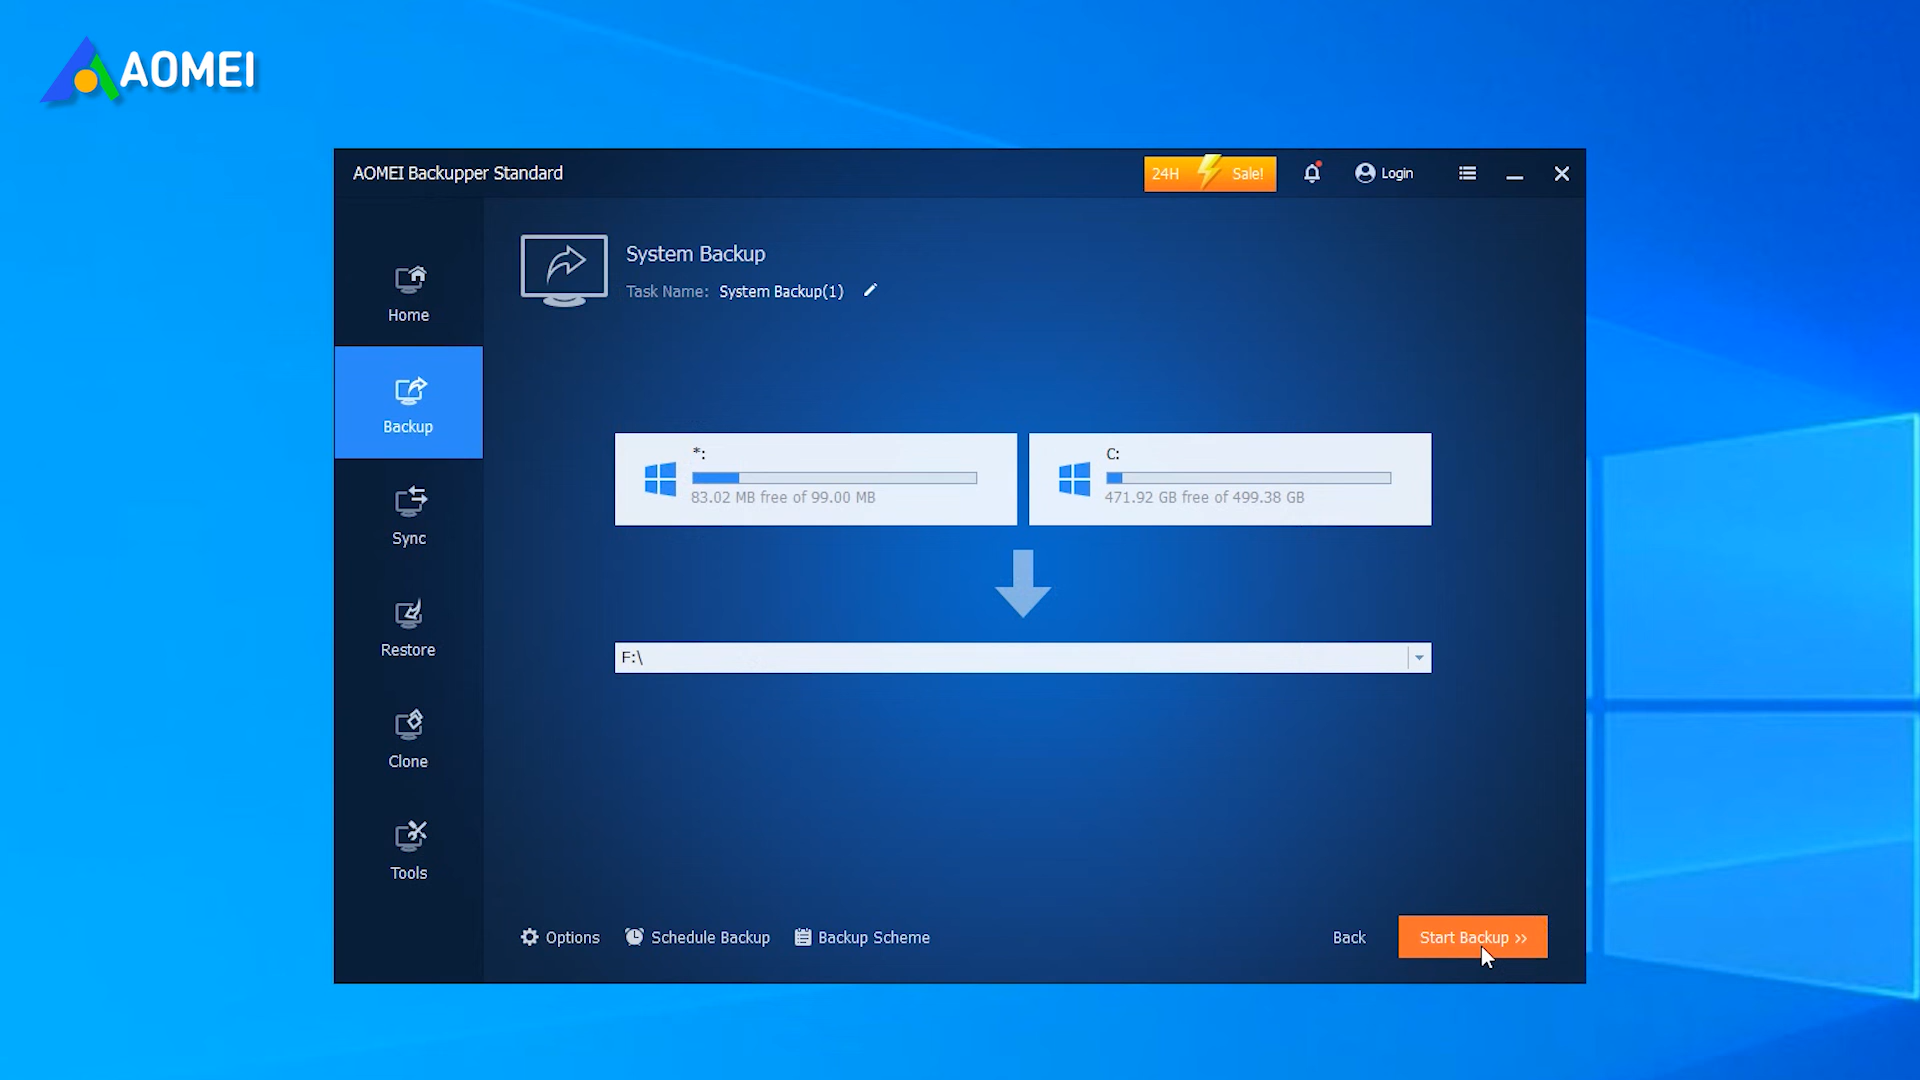 AOMEI
AOMEI Backupper Standard
24H Sale!
Login
System Backup
Task Name: System Backup(1)
Home
Backup
Sync
Restore
Clone
Tools
*:
83.02 MB free of 99.00 MB
C:
471.92 GB free of 499.38 GB
F:\
Options
Schedule Backup
Backup Scheme
Back
Start Backup >>